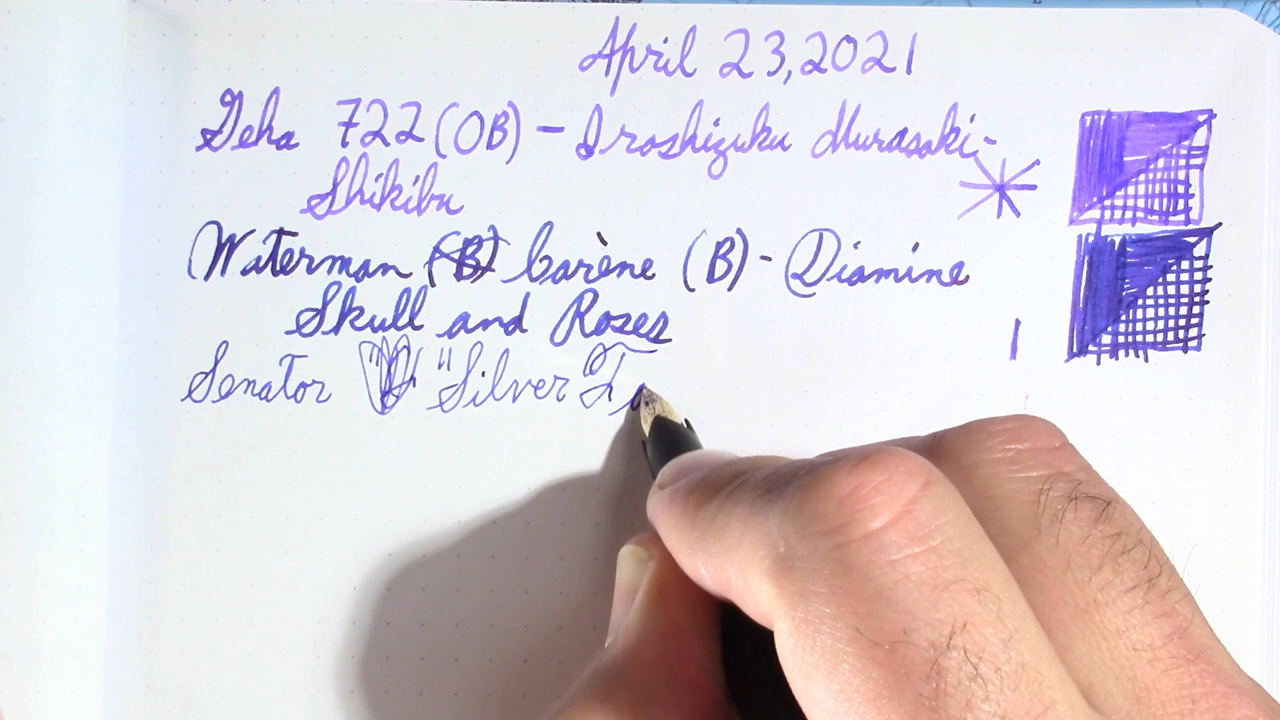 April 23, 2021
Geha 722 (OB) - Iroshizuku Murasaki-
Shikibu
Waterman (B) Carène (B) - Diamine
Skull and Roses
Senator "Silver